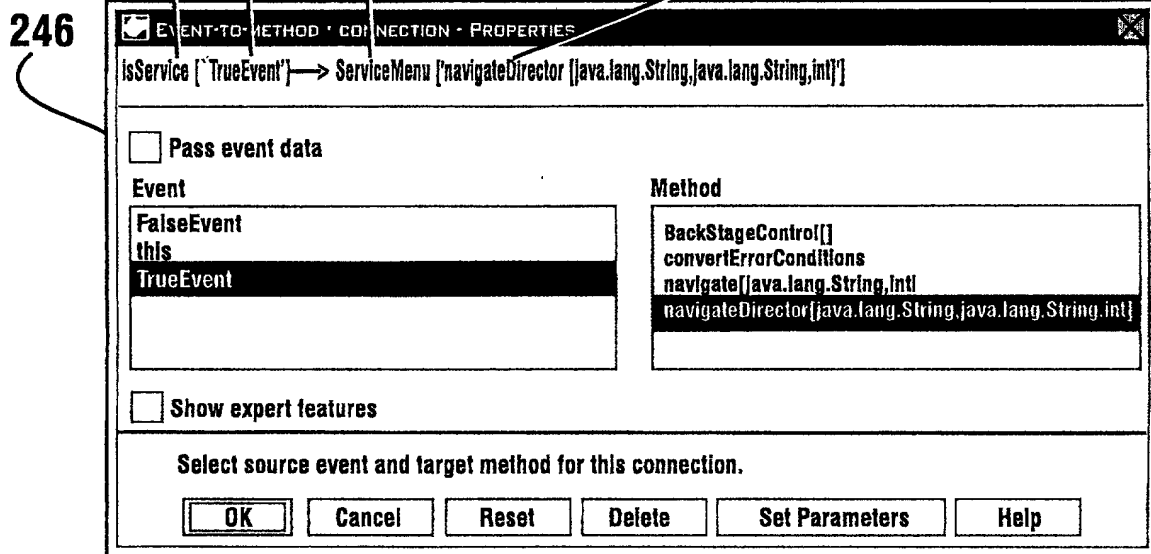 246
EVENT-TO-METHOD · CONNECTION - PROPERTIES
isService [`TrueEvent']—> ServiceMenu ['navigateDirector [java.lang.String,java.lang.String,int]']
Pass event data
Event
Method
FalseEvent
this
TrueEvent
BackStageControl[]
convertErrorConditions
navigate[java.lang.String,int]
navigateDirector[java.lang.String,java.lang.String.int]
Show expert features
Select source event and target method for this connection.
OK
Cancel
Reset
Delete
Set Parameters
Help